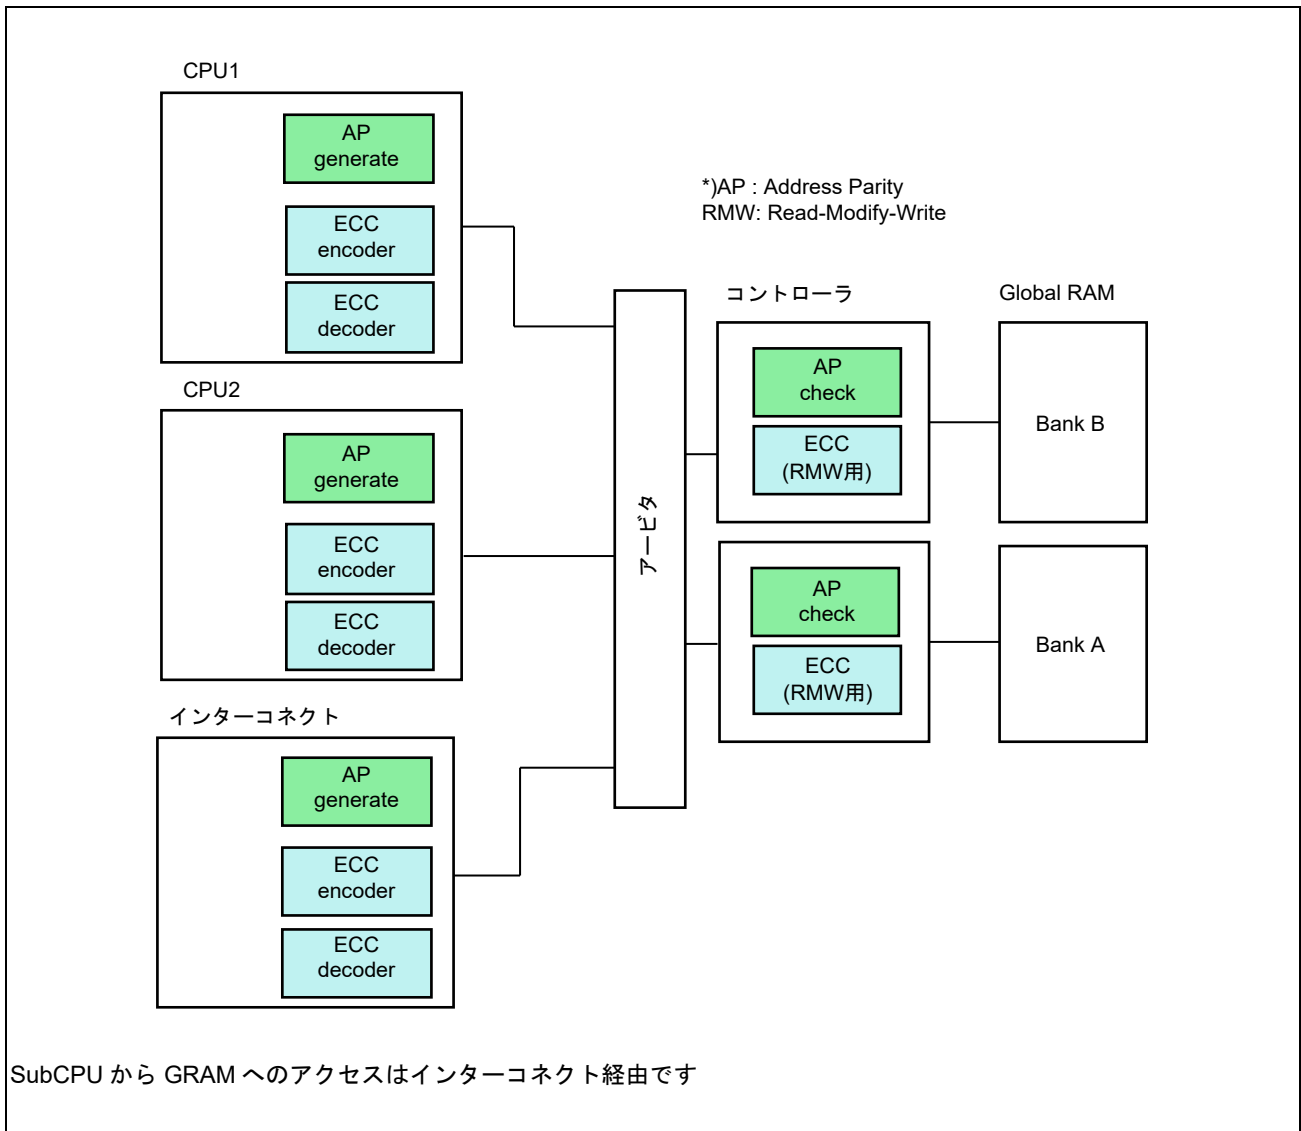 CPU1
AP
generate
ECC
encoder
ECC
decoder
CPU2
AP
generate
ECC
encoder
ECC
decoder
インターコネクト
AP
generate
ECC
encoder
ECC
decoder
アービタ
*)AP : Address Parity
RMW: Read-Modify-Write
コントローラ
AP
check
ECC
(RMW用)
AP
check
ECC
(RMW用)
Global RAM
Bank B
Bank A
SubCPU から GRAM へのアクセスはインターコネクト経由です